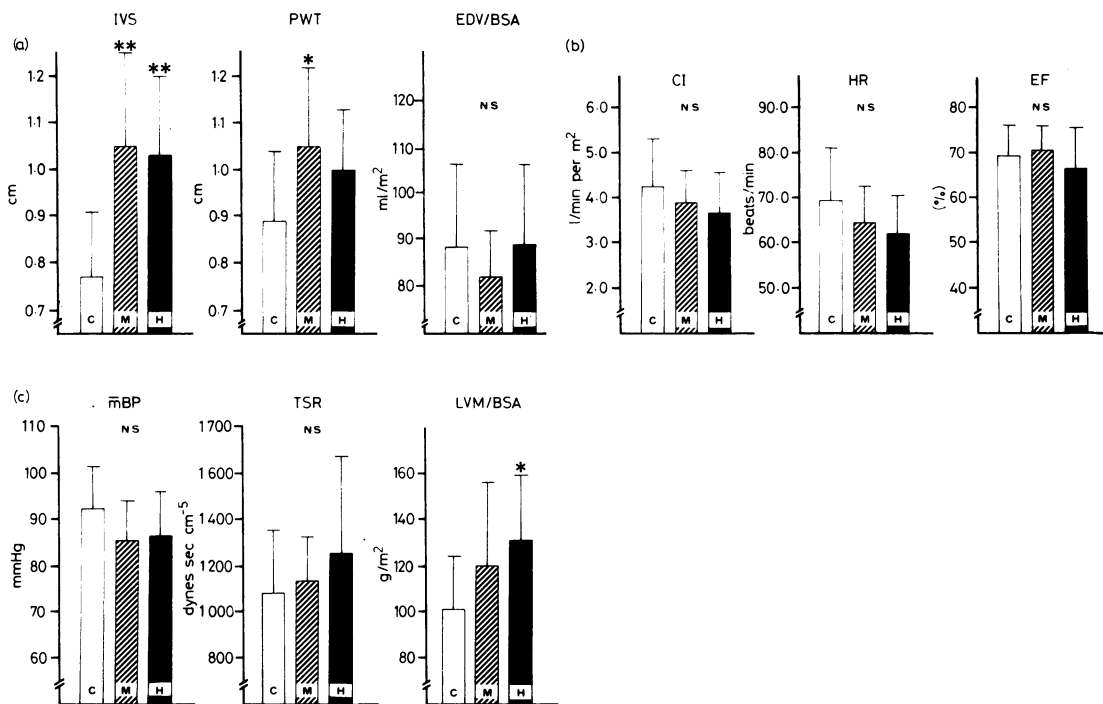 (a)
IVS
**
**
1·2
1·1
1·0
0·9
0·8
0·7
cm
C
M
H
PWT
*
1·2
1·1
1·0
0·9
0·8
0·7
cm
C
M
H
EDV/BSA
NS
120
110
100
90
80
ml/m²
C
M
H
(b)
CI
NS
6·0
5·0
4·0
3·0
2·0
l/min per m²
C
M
H
HR
NS
90·0
80·0
70·0
60·0
50·0
beats/min
C
M
H
EF
NS
80
70
60
50
40
(%)
C
M
H
(c)
m̅BP
NS
110
100
90
80
70
60
mmHg
C
M
H
TSR
NS
1700
1600
1400
1200
1000
800
dynes sec cm⁻⁵
C
M
H
LVM/BSA
*
160
140
120
100
80
g/m²
C
M
H